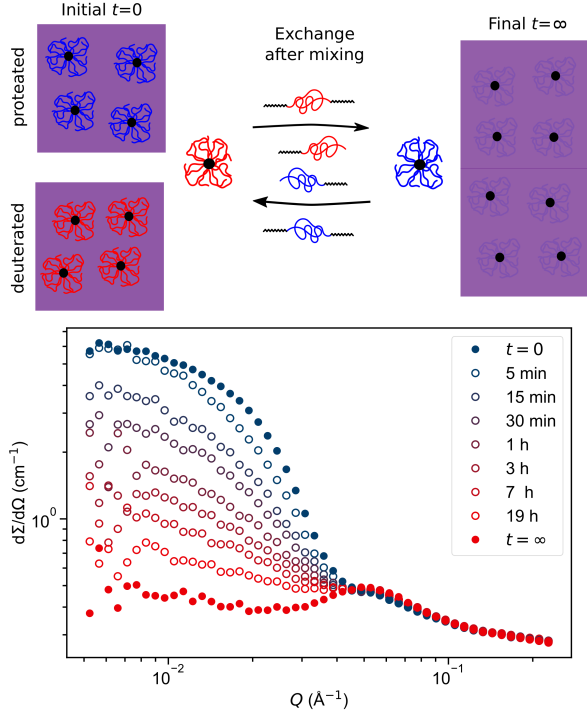 Initial t=0
Exchange
after mixing
Final t=∞
proteated
deuterated
dΣ/dΩ (cm⁻¹)
10⁰
t = 0
5 min
15 min
30 min
1 h
3 h
7 h
19 h
t = ∞
10⁻² 10⁻¹
Q (Å⁻¹)